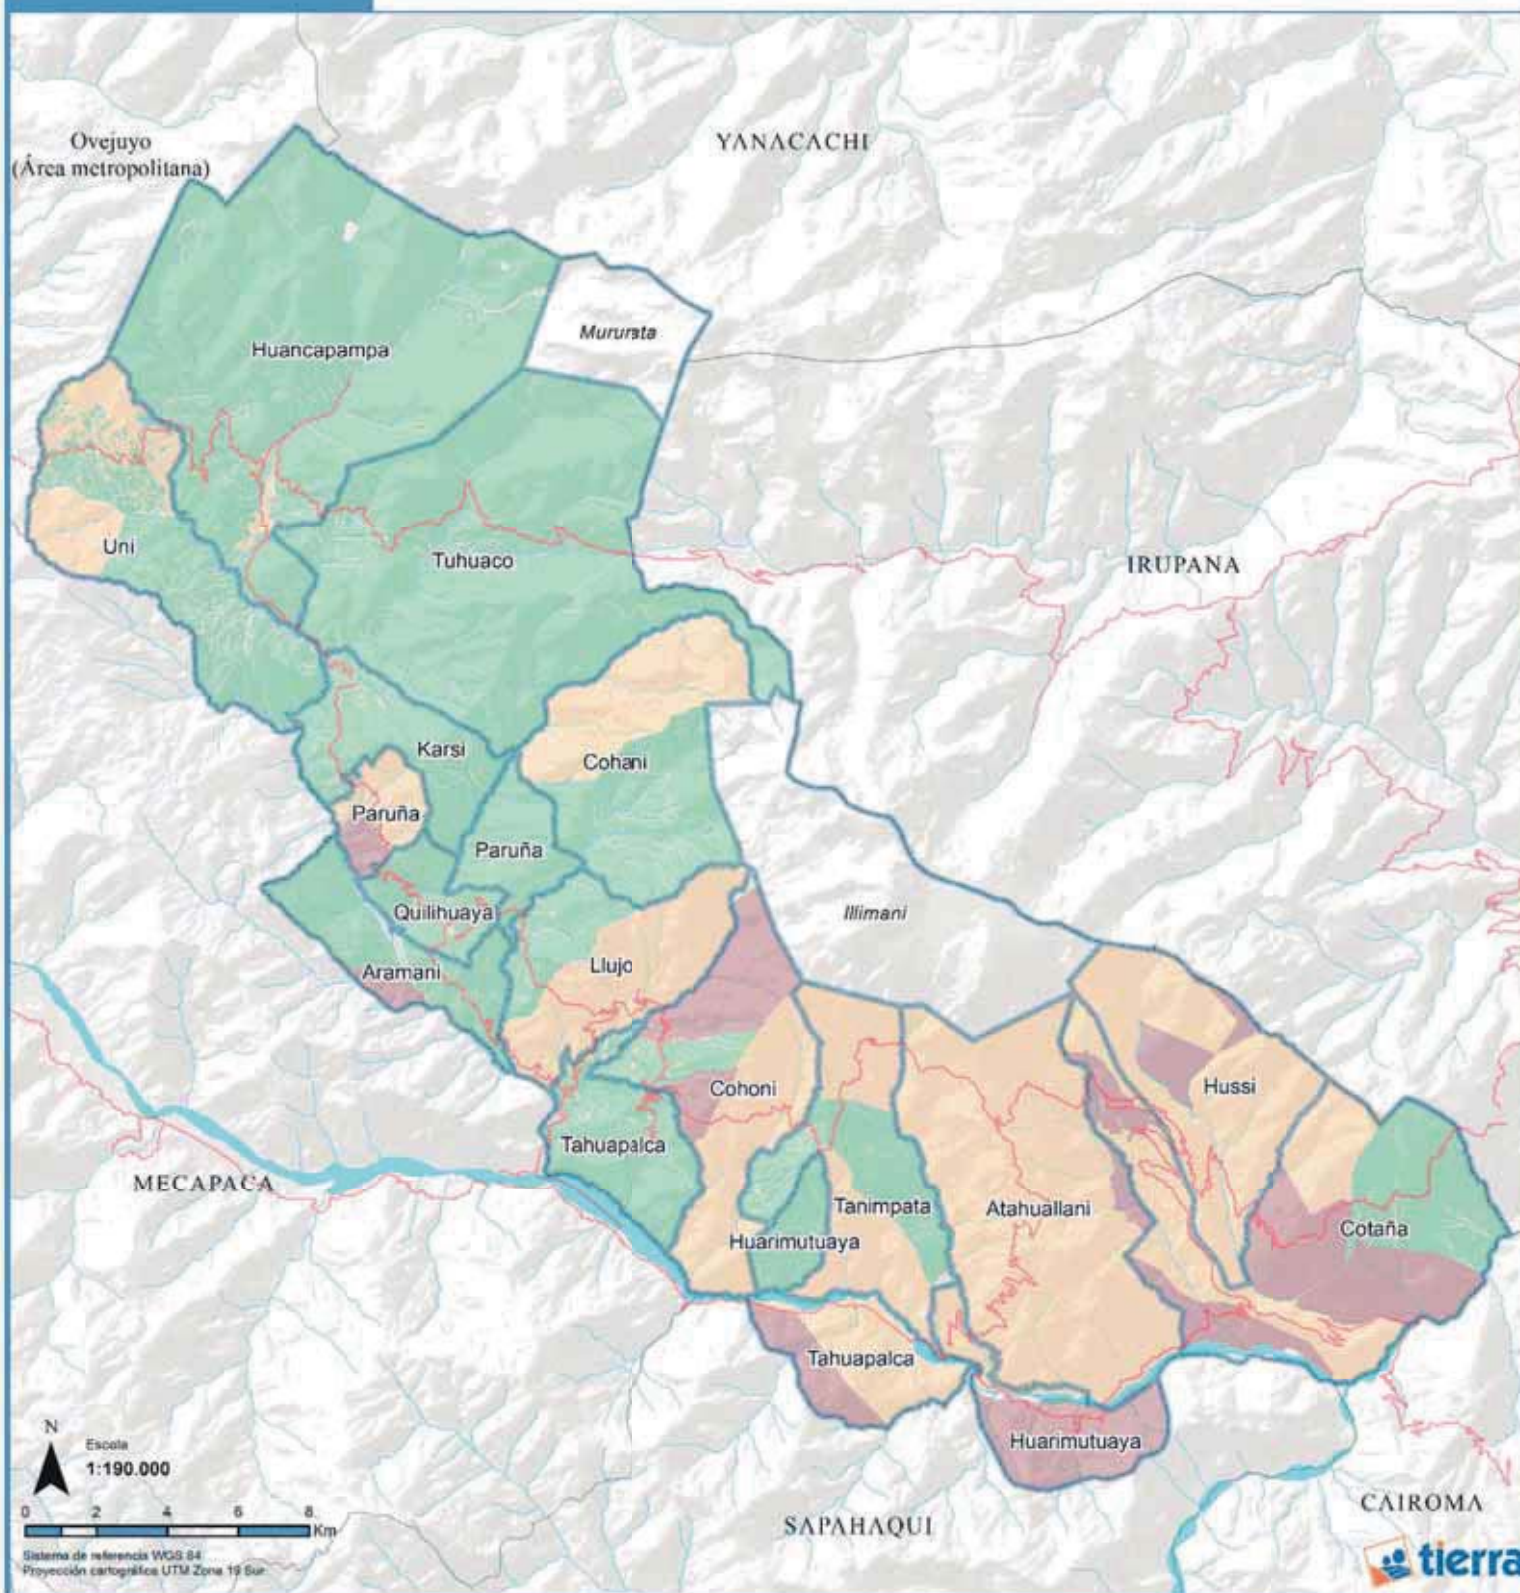 Ovejuyo
(Área metropolitana)
YANACACHI
Mururata
Huancapampa
Uni
Tuhuaco
IRUPANA
Karsi
Cohani
Paruña
Paruña
Quilihuaya
Illimani
Aramani
Llujo
Cohoni
Hussi
Tahuapalca
MECAPACA
Tanimpata
Atahuallani
Cotaña
Huarimutuaya
Tahuapalca
Huarimutuaya
N
Escala
1:190.000
0 2 4 6 8
Km
SAPAHAQUI
CAIROMA
Sistema de referencia WGS 84
Proyección cartográfica UTM Zona 19 Sur
tierra